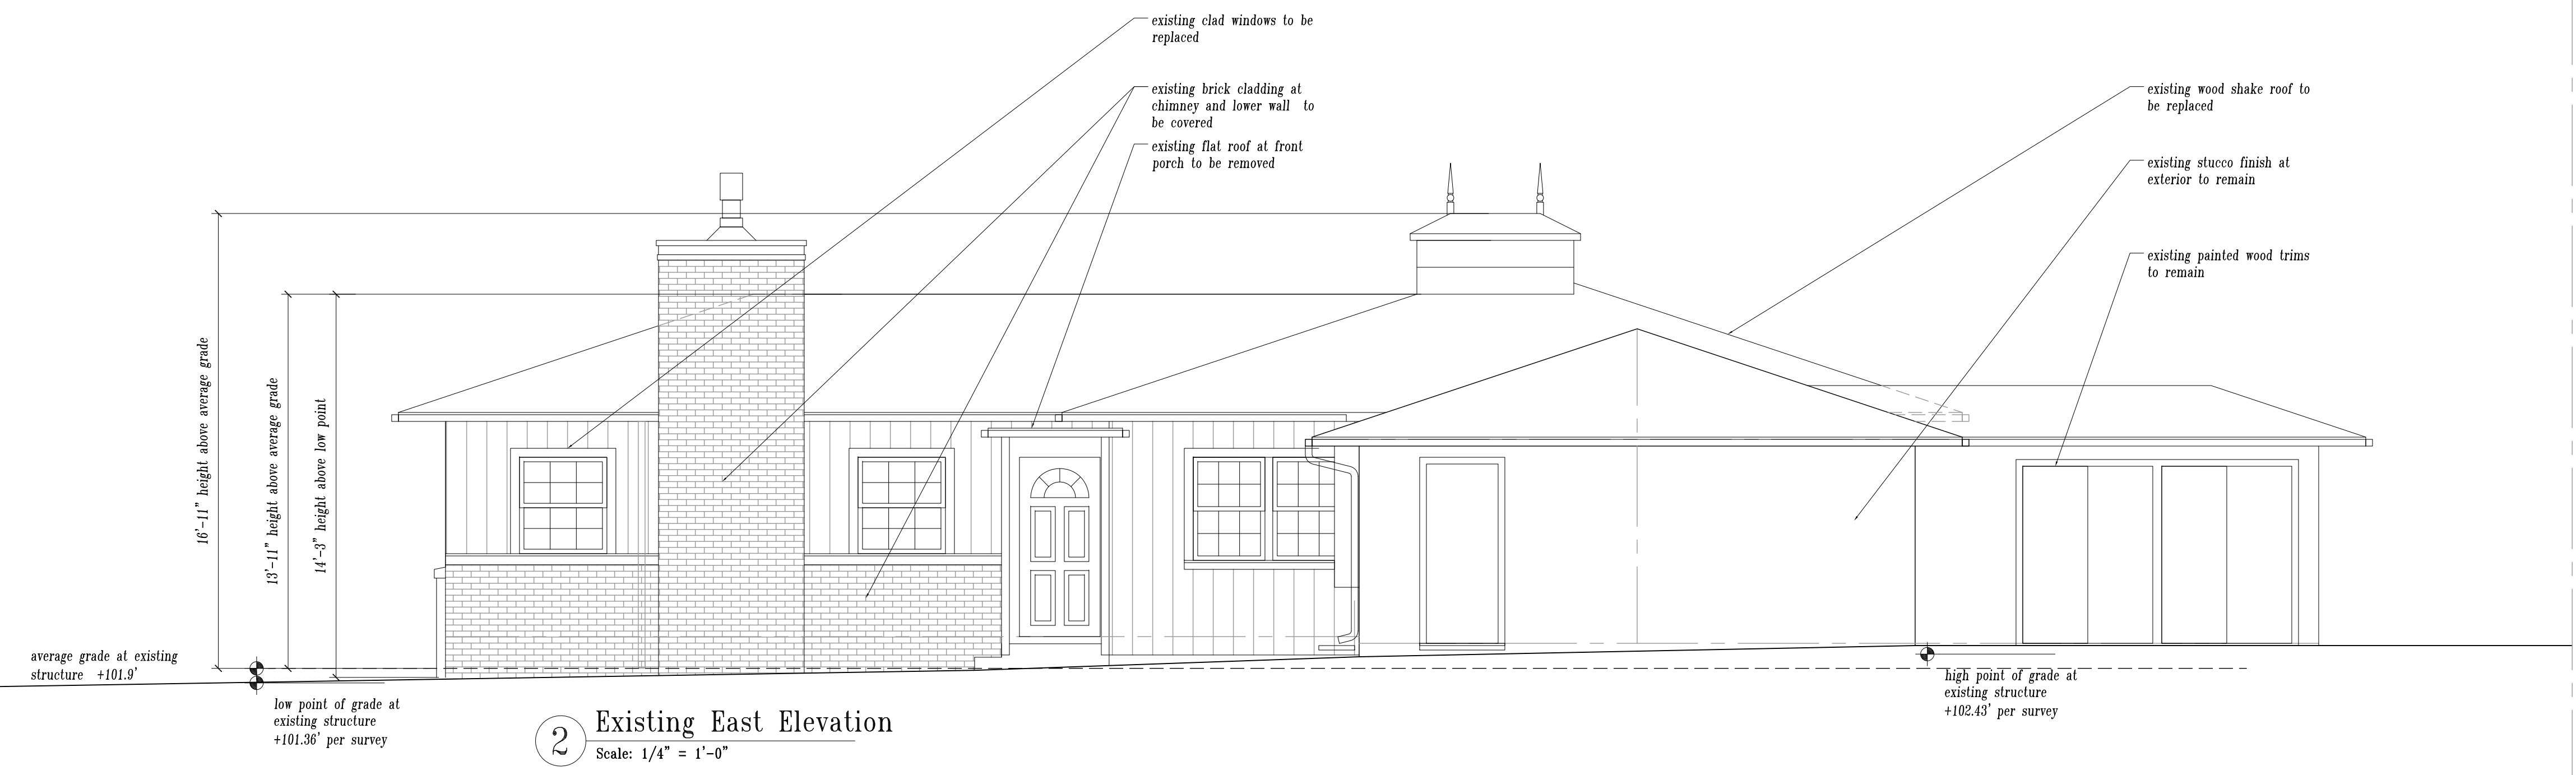 existing clad windows to be
replaced
existing brick cladding at
chimney and lower wall to
be covered
existing flat roof at front
porch to be removed
existing wood shake roof to
be replaced
existing stucco finish at
exterior to remain
existing painted wood trims
to remain
16'-11" height above average grade
13'-11" height above average grade
14'-3" height above low point
average grade at existing
structure +101.9'
low point of grade at
existing structure
+101.36' per survey
high point of grade at
existing structure
+102.43' per survey
2
Existing East Elevation
Scale: 1/4" = 1'-0"